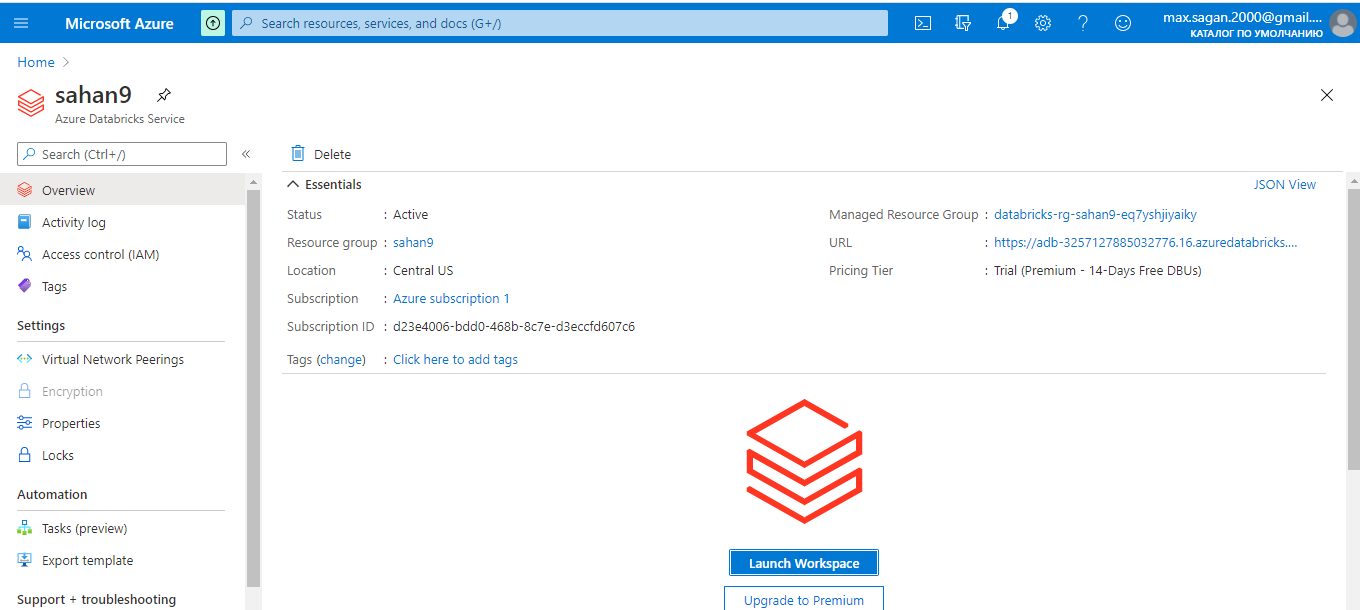 Microsoft Azure
Search resources, services, and docs (G+/)
1
max.sagan.2000@gmail....
КАТАЛОГ ПО УМОЛЧАНИЮ
Home
sahan9
Azure Databricks Service
Search (Ctrl+/)
«
Delete
Overview
Activity log
Access control (IAM)
Tags
Settings
Virtual Network Peerings
Encryption
Properties
Locks
Automation
Tasks (preview)
Export template
Support + troubleshooting
Essentials
JSON View
Status : Active
Resource group : sahan9
Location : Central US
Subscription : Azure subscription 1
Subscription ID : d23e4006-bdd0-468b-8c7e-d3eccfd607c6
Tags (change) : Click here to add tags
Managed Resource Group : databricks-rg-sahan9-eq7yshjiyaiky
URL : https://adb-3257127885032776.16.azuredatabricks....
Pricing Tier : Trial (Premium - 14-Days Free DBUs)
Launch Workspace
Upgrade to Premium